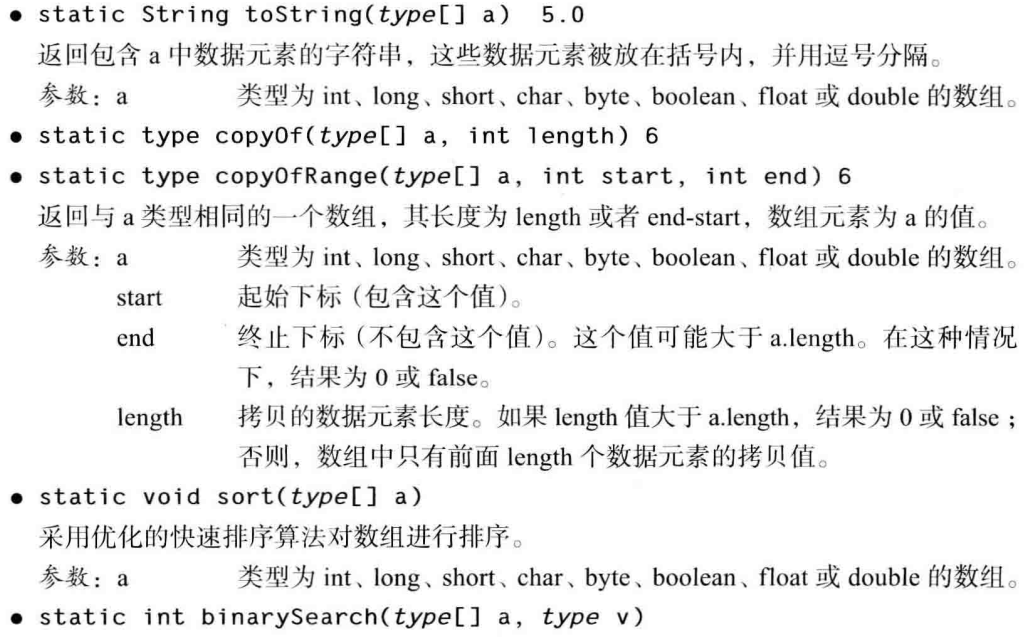 ● static String toString(type[] a) 5.0
返回包含 a 中数据元素的字符串，这些数据元素被放在括号内，并用逗号分隔。
参数：a 类型为 int、long、short、char、byte、boolean、float 或 double 的数组。
● static type copyOf(type[] a, int length) 6
● static type copyOfRange(type[] a, int start, int end) 6
返回与 a 类型相同的一个数组，其长度为 length 或者 end-start，数组元素为 a 的值。
参数：a 类型为 int、long、short、char、byte、boolean、float 或 double 的数组。
start 起始下标（包含这个值）。
end 终止下标（不包含这个值）。这个值可能大于 a.length。在这种情况
下，结果为 0 或 false。
length 拷贝的数据元素长度。如果 length 值大于 a.length，结果为 0 或 false；
否则，数组中只有前面 length 个数据元素的拷贝值。
● static void sort(type[] a)
采用优化的快速排序算法对数组进行排序。
参数：a 类型为 int、long、short、char、byte、boolean、float 或 double 的数组。
● static int binarySearch(type[] a, type v)